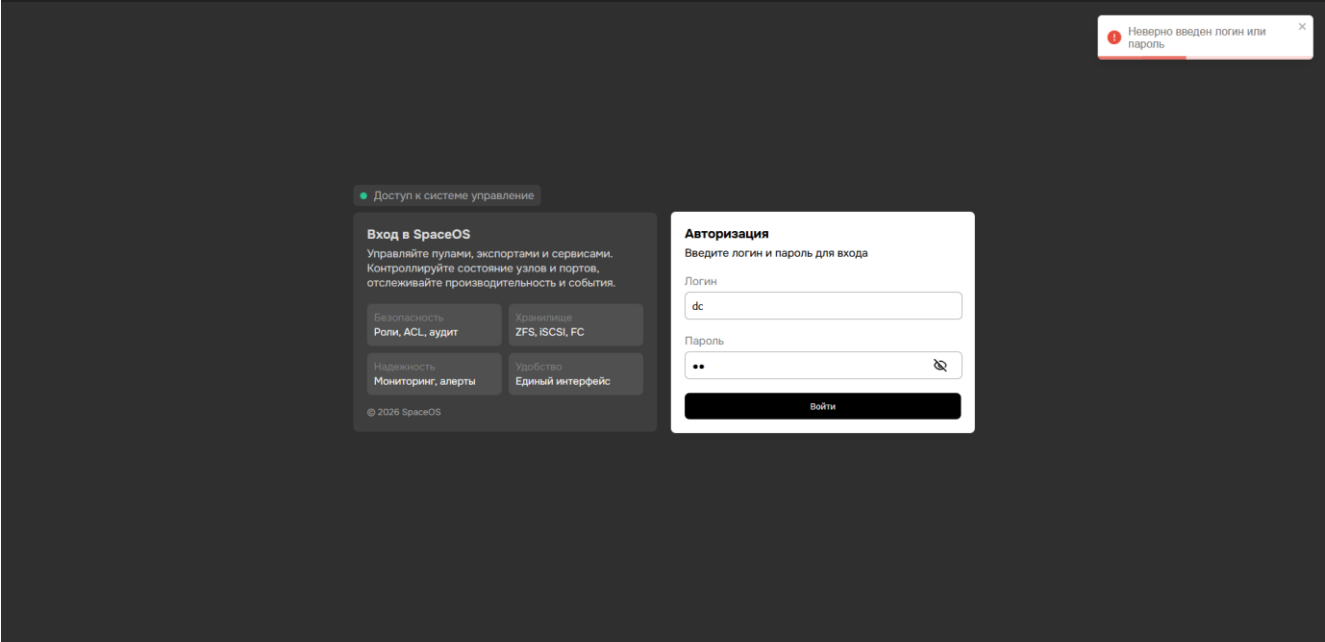 Неверно введен логин или
пароль
Доступ к системе управление
Вход в SpaceOS
Управляйте пулами, экспортами и сервисами.
Контроллируйте состояние узлов и портов,
отслеживайте производительность и события.
Безопасность
Роли, ACL, аудит
Хранилище
ZFS, iSCSI, FC
Надежность
Мониторинг, алерты
Удобство
Единый интерфейс
© 2026 SpaceOS
Авторизация
Введите логин и пароль для входа
Логин
dc
Пароль
••
Войти